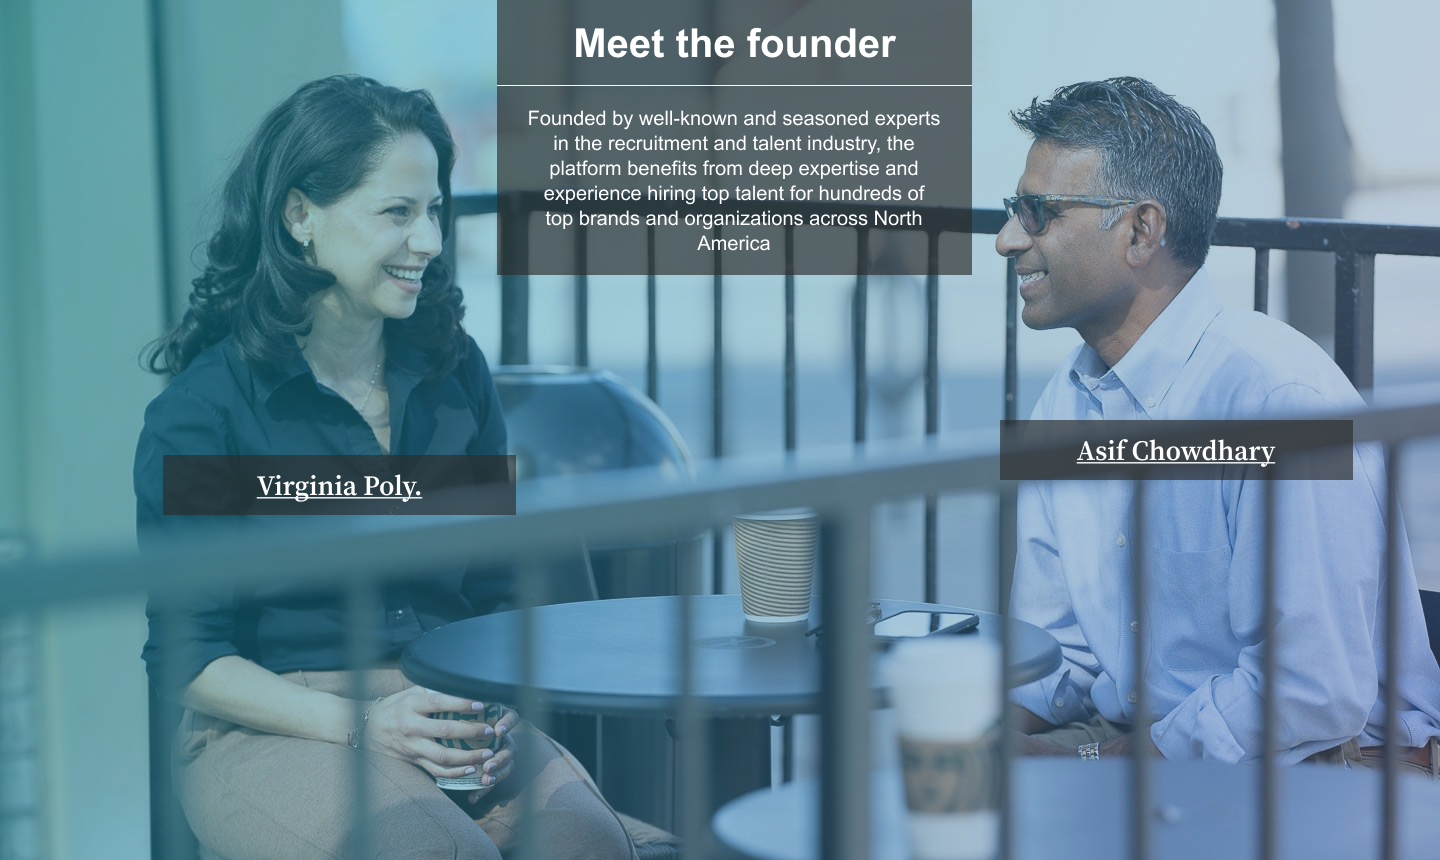 Meet the founder
Founded by well-known and seasoned experts
in the recruitment and talent industry, the
platform benefits from deep expertise and
experience hiring top talent for hundreds of
top brands and organizations across North
America
Asif Chowdhary
Virginia Poly.